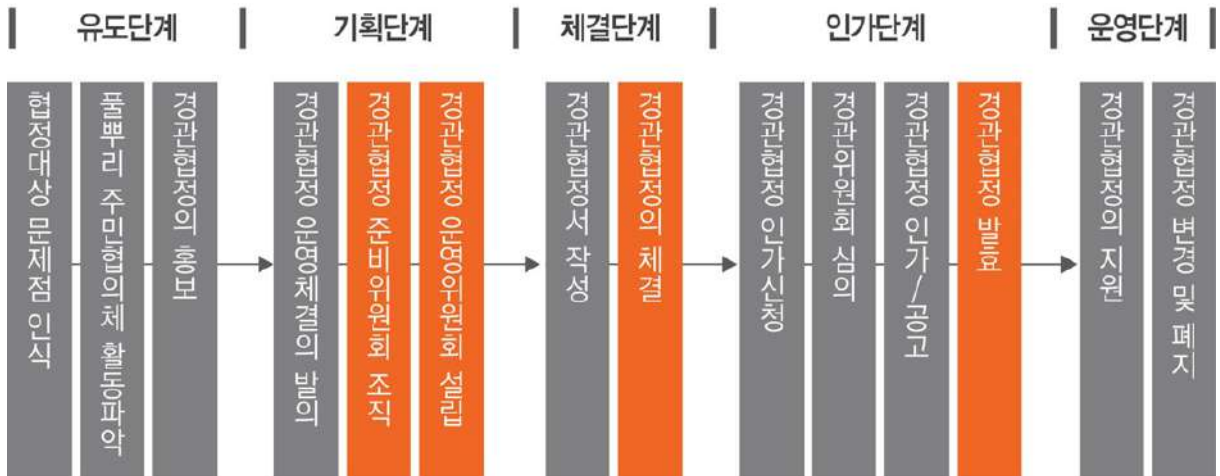 유도단계
기획단계
체결단계
인가단계
운영단계
협정대상 문제점 인식
풀뿌리 주민협의체 활동파악
경관협정의 홍보
경관협정 운영체결의 발의
경관협정 준비위원회 조직
경관협정 운영위원회 설립
경관협정서 작성
경관협정의 체결
경관협정 인가신청
경관위원회 심의
경관협정 인가/공고
경관협정 발효
경관협정의 지원
경관협정 변경 및 폐지